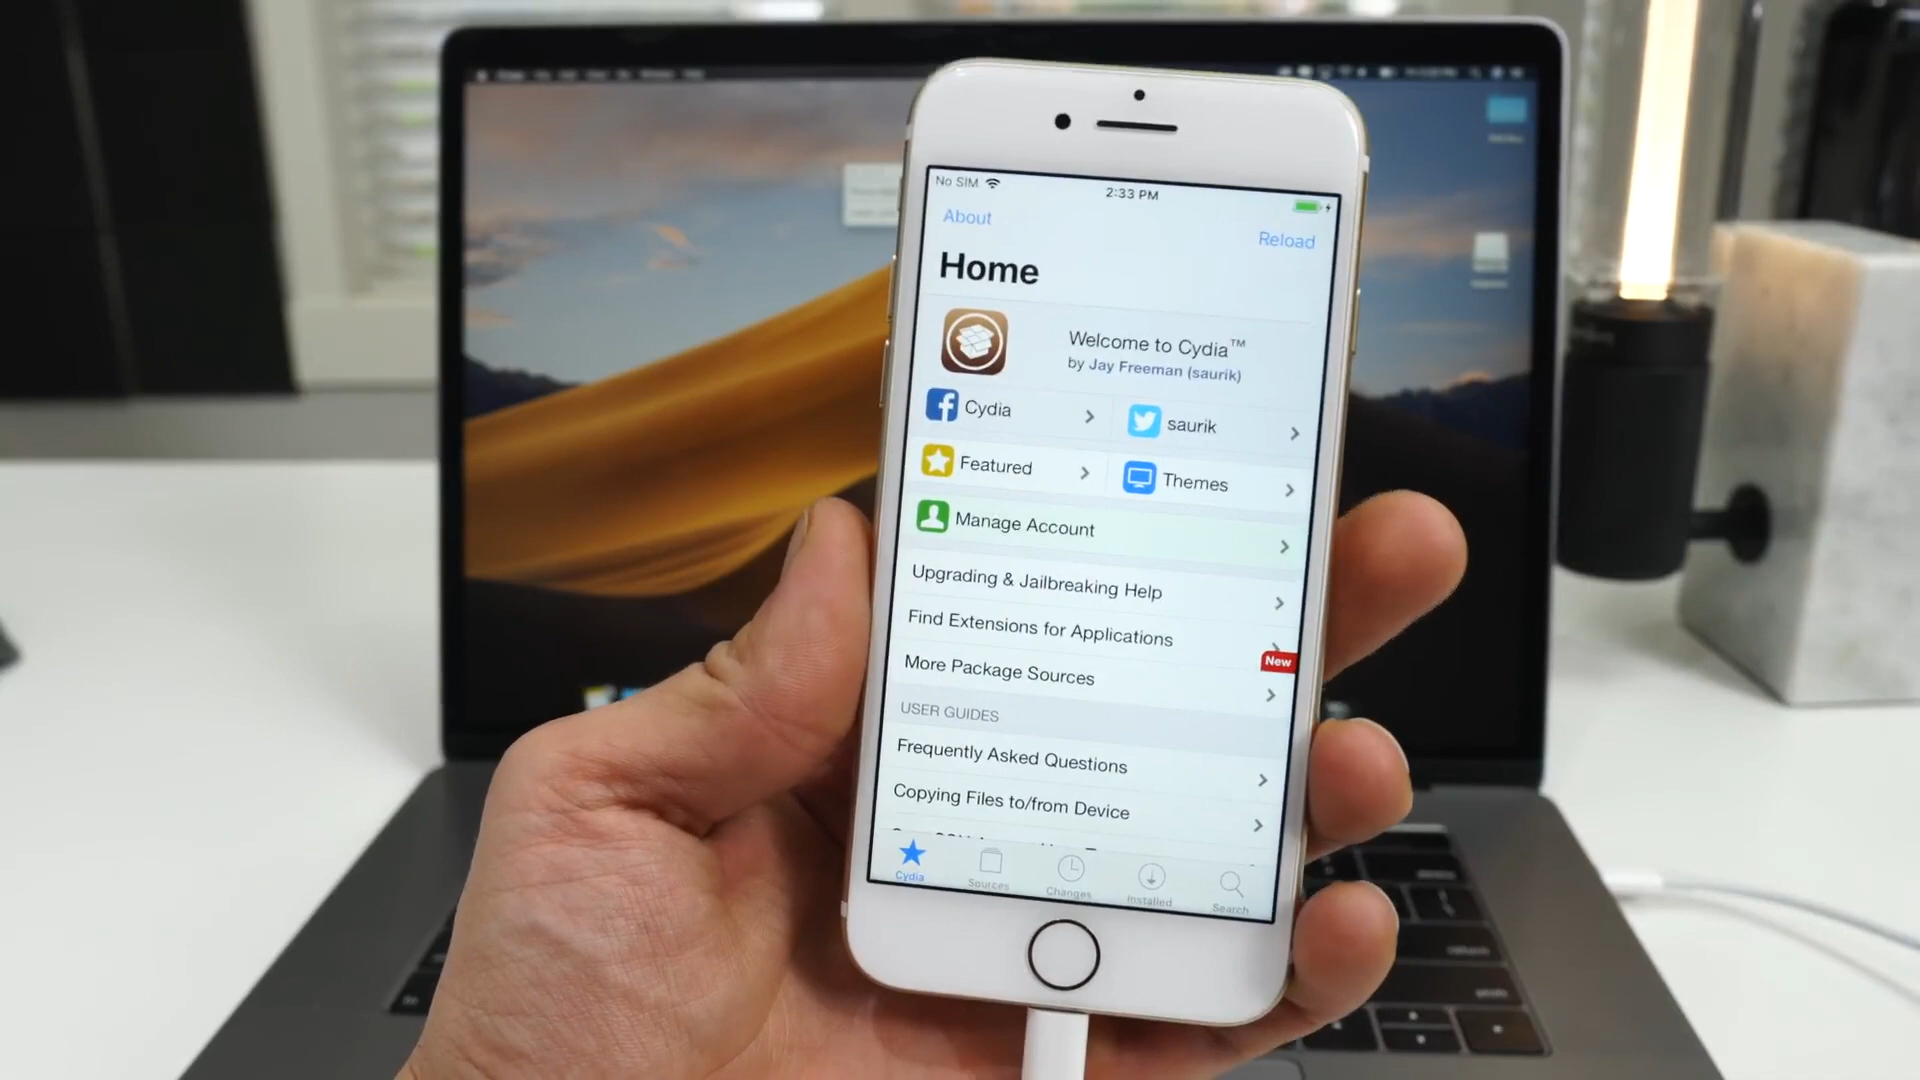 No SIM
2:33 PM
About
Reload
Home
Welcome to Cydia™
by Jay Freeman (saurik)
Cydia
saurik
Featured
Themes
Manage Account
Upgrading & Jailbreaking Help
Find Extensions for Applications
New
More Package Sources
USER GUIDES
Frequently Asked Questions
Copying Files to/from Device
Cydia
Sources
Changes
Installed
Search
return